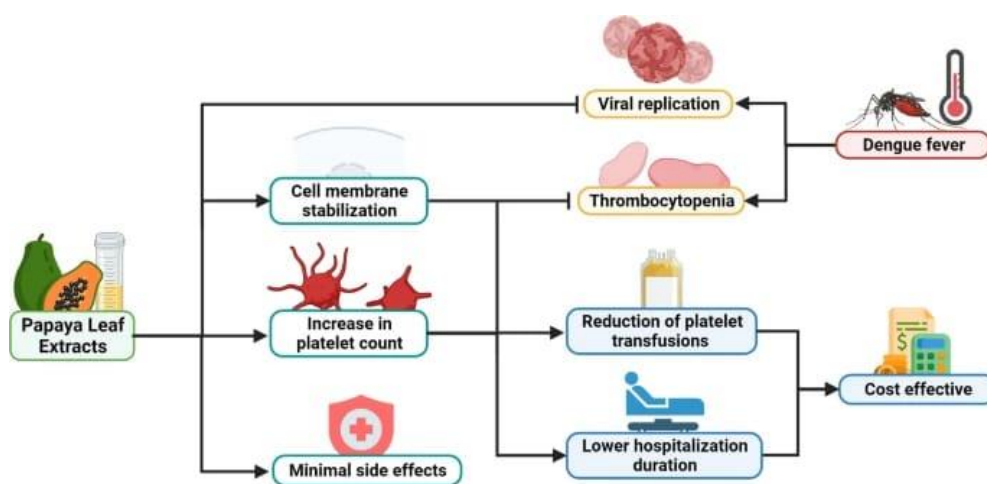 Viral replication
Dengue fever
Cell membrane
stabilization
Thrombocytopenia
Papaya Leaf
Extracts
Increase in
platelet count
Reduction of platelet
transfusions
$
Cost effective
Minimal side effects
Lower hospitalization
duration